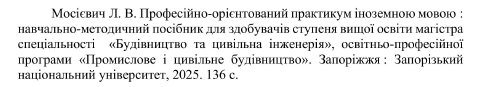 Мосієвич Л. В. Професійно-орієнтований практикум іноземною мовою :
навчально-методичний посібник для здобувачів ступеня вищої освіти магістра
спеціальності «Будівництво та цивільна інженерія», освітньо-професійної
програми «Промислове і цивільне будівництво». Запоріжжя : Запорізький
національний університет, 2025. 136 с.